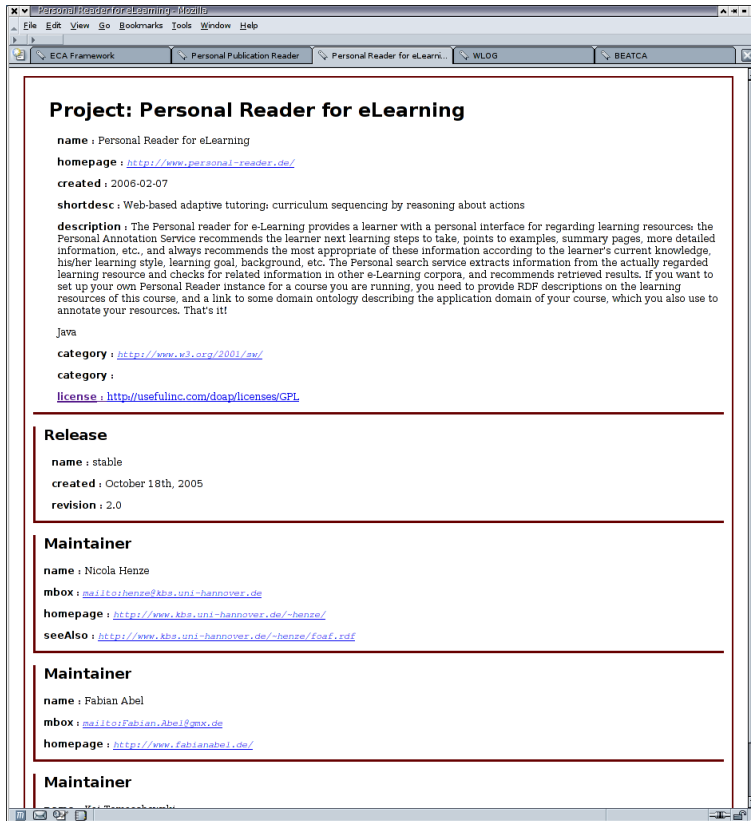 Personal Reader for eLearning - Mozilla
File Edit View Go Bookmarks Tools Window Help
ECA Framework Personal Publication Reader Personal Reader for eLearni... WLOG BEATCA
Project: Personal Reader for eLearning
name : Personal Reader for eLearning
homepage : http://www.personal-reader.de/
created : 2006-02-07
shortdesc : Web-based adaptive tutoring: curriculum sequencing by reasoning about actions
description : The Personal reader for e-Learning provides a learner with a personal interface for regarding learning resources: the
Personal Annotation Service recommends the learner next learning steps to take, points to examples, summary pages, more detailed
information, etc., and always recommends the most appropriate of these information according to the learner's current knowledge,
his/her learning style, learning goal, background, etc. The Personal search service extracts information from the actually regarded
learning resource and checks for related information in other e-Learning corpora, and recommends retrieved results. If you want to
set up your own Personal Reader instance for a course you are running, you need to provide RDF descriptions on the learning
resources of this course, and a link to some domain ontology describing the application domain of your course, which you also use to
annotate your resources. That's it!
Java
category : http://www.w3.org/2001/sw/
category :
license : http://usefulinc.com/doap/licenses/GPL
Release
name : stable
created : October 18th, 2005
revision : 2.0
Maintainer
name : Nicola Henze
mbox : mailto:henze@kbs.uni-hannover.de
homepage : http://www.kbs.uni-hannover.de/~henze/
seeAlso : http://www.kbs.uni-hannover.de/~henze/foaf.rdf
Maintainer
name : Fabian Abel
mbox : mailto:Fabian.Abel@gmx.de
homepage : http://www.fabianabel.de/
Maintainer